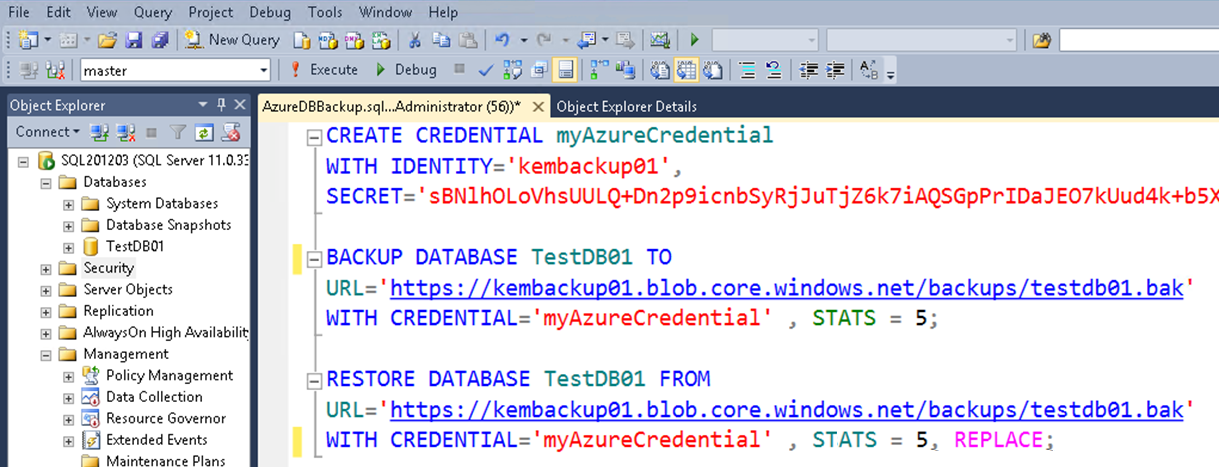 File Edit View Query Project Debug Tools Window Help
New Query
master Execute Debug
Object Explorer
AzureDBBackup.sql...Administrator (56))* Object Explorer Details
Connect
SQL201203 (SQL Server 11.0.33
Databases
System Databases
Database Snapshots
TestDB01
Security
Server Objects
Replication
AlwaysOn High Availability
Management
Policy Management
Data Collection
Resource Governor
Extended Events
Maintenance Plans
CREATE CREDENTIAL myAzureCredential
WITH IDENTITY='kembackup01',
SECRET='sBNlhOLoVhsUULQ+Dn2p9icnbSyRjJuTjZ6k7iAQSGpPrIDaJEO7kUud4k+b5X
BACKUP DATABASE TestDB01 TO
URL='https://kembackup01.blob.core.windows.net/backups/testdb01.bak'
WITH CREDENTIAL='myAzureCredential' , STATS = 5;
RESTORE DATABASE TestDB01 FROM
URL='https://kembackup01.blob.core.windows.net/backups/testdb01.bak'
WITH CREDENTIAL='myAzureCredential' , STATS = 5, REPLACE;